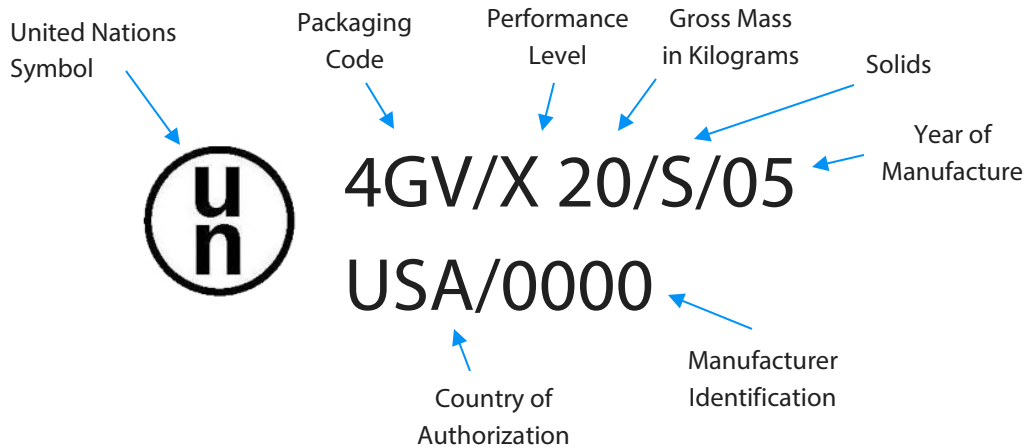 United Nations
Symbol
Packaging
Code
Performance
Level
Gross Mass
in Kilograms
Solids
Year of
Manufacture
u
n
4GV/X 20/S/05
USA/0000
Manufacturer
Identification
Country of
Authorization